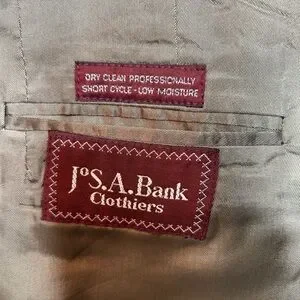 DRY CLEAN PROFESSIONALLY
SHORT CYCLE - LOW MOISTURE
JoS.A.Bank
Clothiers